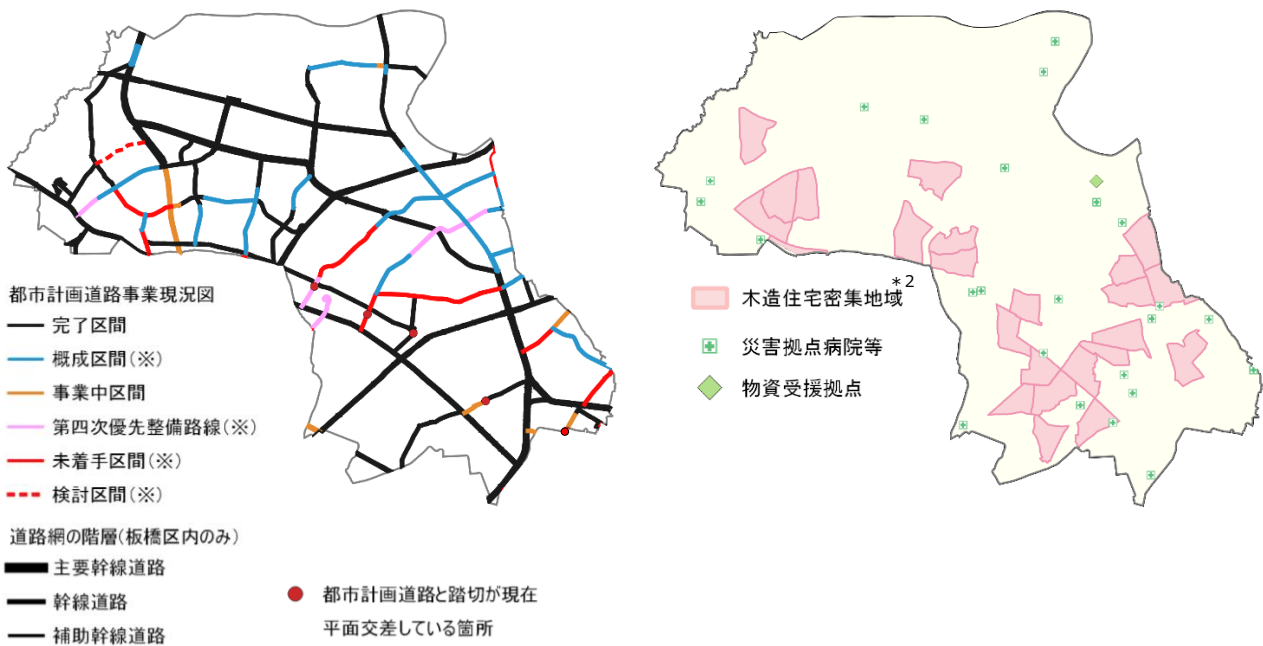 都市計画道路事業現況図
完了区間
概成区間(※)
事業中区間
第四次優先整備路線(※)
未着手区間(※)
検討区間(※)
道路網の階層(板橋区内のみ)
主要幹線道路
幹線道路
補助幹線道路
都市計画道路と踏切が現在
平面交差している箇所
木造住宅密集地域*2
災害拠点病院等
物資受援拠点